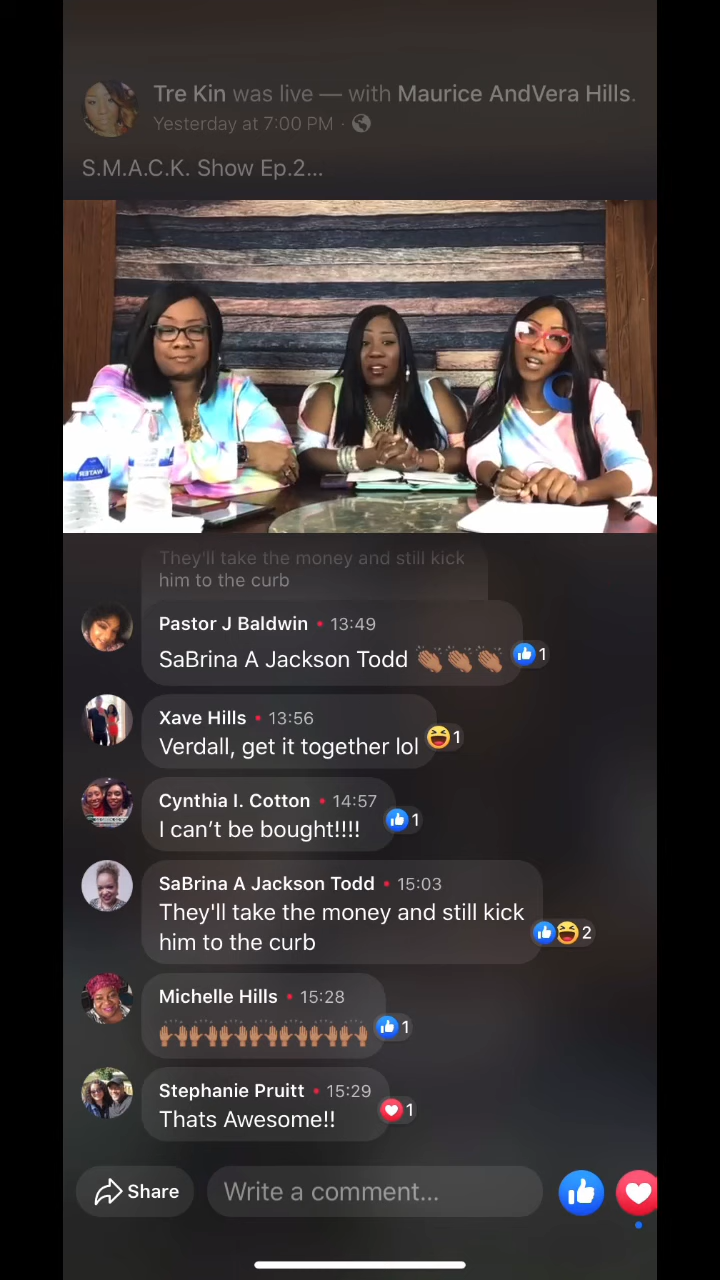 Tre Kin was live — with Maurice AndVera Hills.
Yesterday at 7:00 PM ·
S.M.A.C.K. Show Ep.2...
WATER
They'll take the money and still kick
him to the curb
Pastor J Baldwin • 13:49
SaBrina A Jackson Todd 👏🏽👏🏽👏🏽 1
Xave Hills • 13:56
Verdall, get it together lol 1
Cynthia I. Cotton • 14:57
I can't be bought!!!! 1
SaBrina A Jackson Todd • 15:03
They'll take the money and still kick
him to the curb 2
Michelle Hills • 15:28
🙌🏽🙌🏽🙌🏽🙌🏽🙌🏽🙌🏽🙌🏽 1
Stephanie Pruitt • 15:29
Thats Awesome!! 1
Share Write a comment...